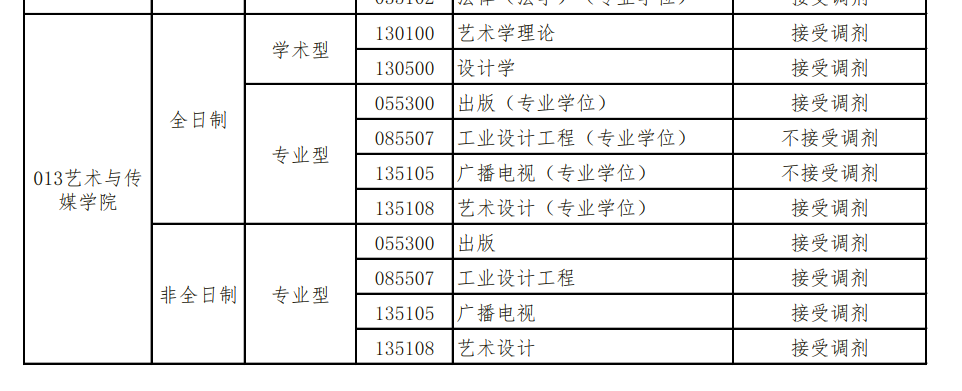 035102 法律（法学）（专业学位） 接受调剂
130100 艺术学理论 接受调剂
学术型
130500 设计学 接受调剂
055300 出版（专业学位） 接受调剂
全日制
085507 工业设计工程（专业学位） 不接受调剂
专业型
135105 广播电视（专业学位） 不接受调剂
013艺术与传
媒学院
135108 艺术设计（专业学位） 接受调剂
055300 出版 接受调剂
085507 工业设计工程 接受调剂
非全日制 专业型
135105 广播电视 接受调剂
135108 艺术设计 接受调剂